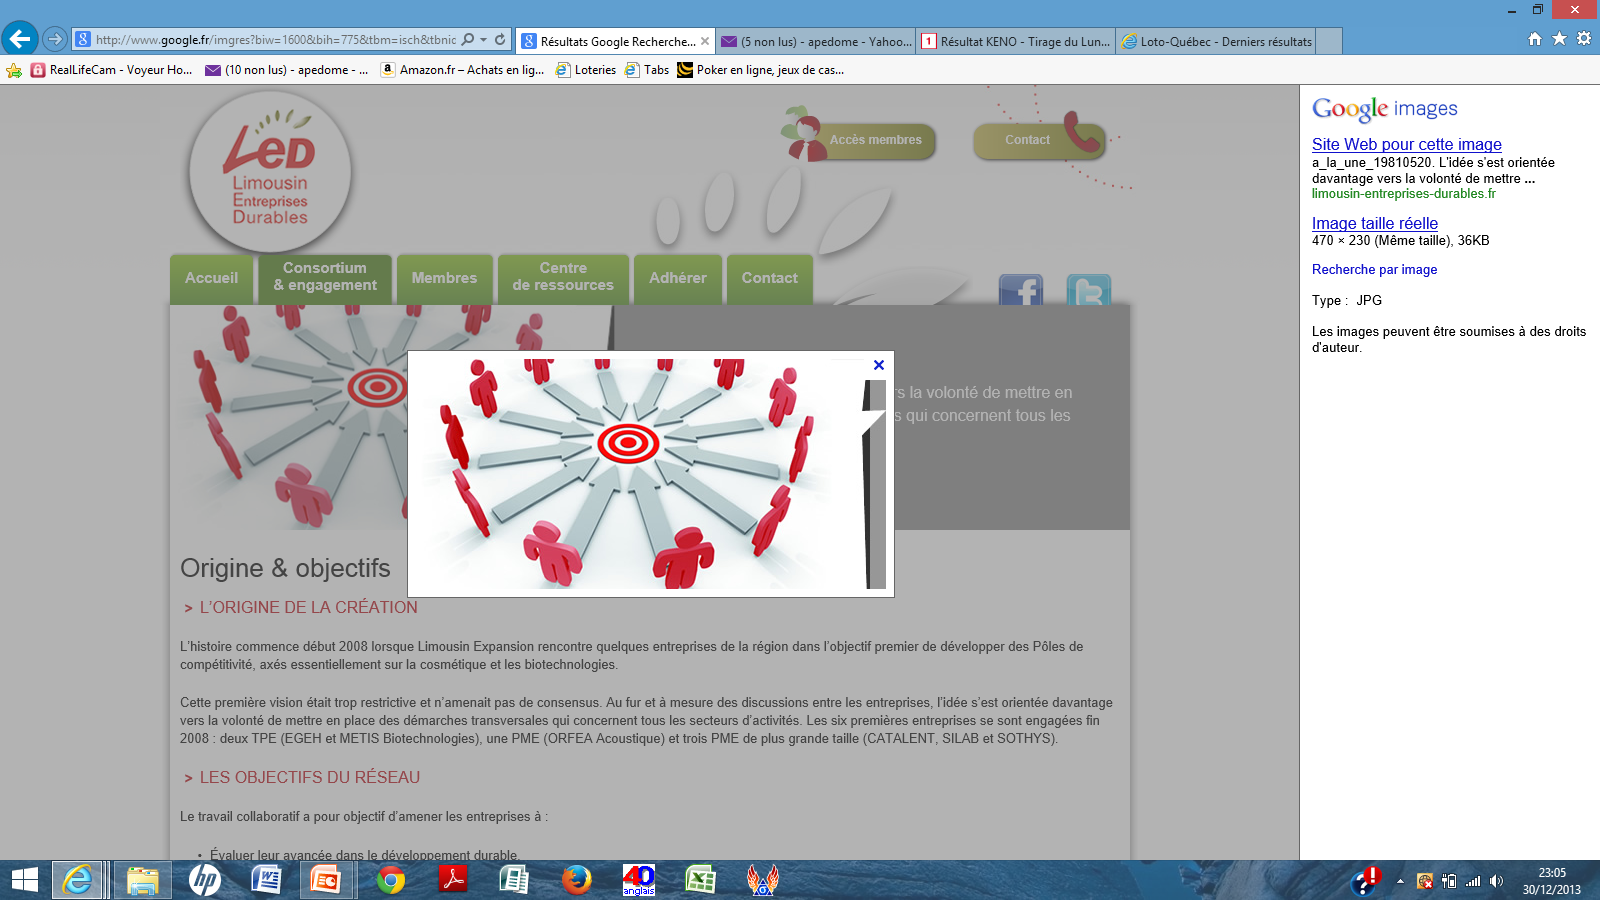 http://www.google.fr/imgres?biw=1600&bih=775&tbm=isch&tbnic
Résultats Google Recherche...
(5 non lus) - apedome - Yahoo...
Résultat KENO - Tirage du Lun...
Loto-Québec - Derniers résultats
RealLifeCam - Voyeur Ho...
(10 non lus) - apedome - ...
Amazon.fr – Achats en lig...
Loteries
Tabs
Poker en ligne, jeux de cas...
LED
Limousin
Entreprises
Durables
Accès membres
Contact
Accueil
Consortium
& engagement
Membres
Centre
de ressources
Adhérer
Contact
rs la volonté de mettre en
s qui concernent tous les
Origine & objectifs
> L'ORIGINE DE LA CRÉATION
L'histoire commence début 2008 lorsque Limousin Expansion rencontre quelques entreprises de la région dans l'objectif premier de développer des Pôles de
compétitivité, axés essentiellement sur la cosmétique et les biotechnologies.
Cette première vision était trop restrictive et n'amenait pas de consensus. Au fur et à mesure des discussions entre les entreprises, l'idée s'est orientée davantage
vers la volonté de mettre en place des démarches transversales qui concernent tous les secteurs d'activités. Les six premières entreprises se sont engagées fin
2008 : deux TPE (EGEH et METIS Biotechnologies), une PME (ORFEA Acoustique) et trois PME de plus grande taille (CATALENT, SILAB et SOTHYS).
> LES OBJECTIFS DU RÉSEAU
Le travail collaboratif a pour objectif d'amener les entreprises à :
• Évaluer leur avancée dans le développement durable.
Google images
Site Web pour cette image
a_la_une_19810520. L'idée s'est orientée
davantage vers la volonté de mettre ...
limousin-entreprises-durables.fr
Image taille réelle
470 × 230 (Même taille), 36KB
Recherche par image
Type : JPG
Les images peuvent être soumises à des droits
d'auteur.
40
anglais
23:05
30/12/2013